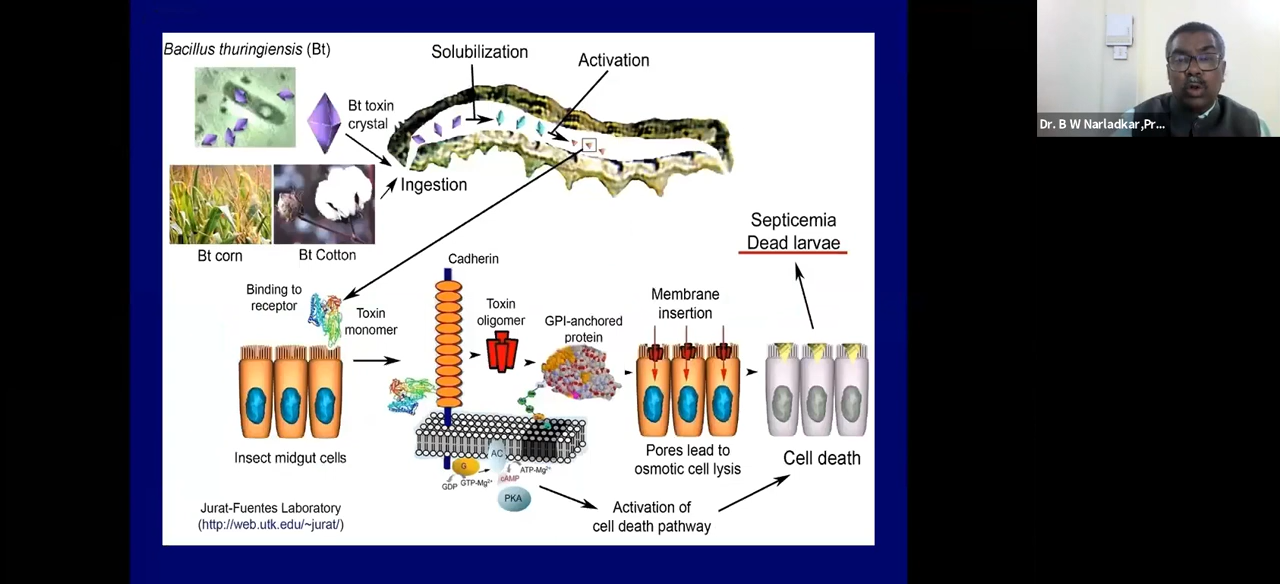 Bacillus thuringiensis (Bt)
Solubilization
Activation
Bt toxin
crystal
Ingestion
Bt corn
Bt Cotton
Septicemia
Dead larvae
Binding to
receptor
Toxin
monomer
Cadherin
Toxin
oligomer
GPI-anchored
protein
Membrane
insertion
Insect midgut cells
G
AC
GDP
GTP-Mg²⁺
cAMP
ATP-Mg²⁺
PKA
Pores lead to
osmotic cell lysis
Cell death
Activation of
cell death pathway
Jurat-Fuentes Laboratory
(http://web.utk.edu/~jurat/)
Dr. B W Narladkar,Pr...